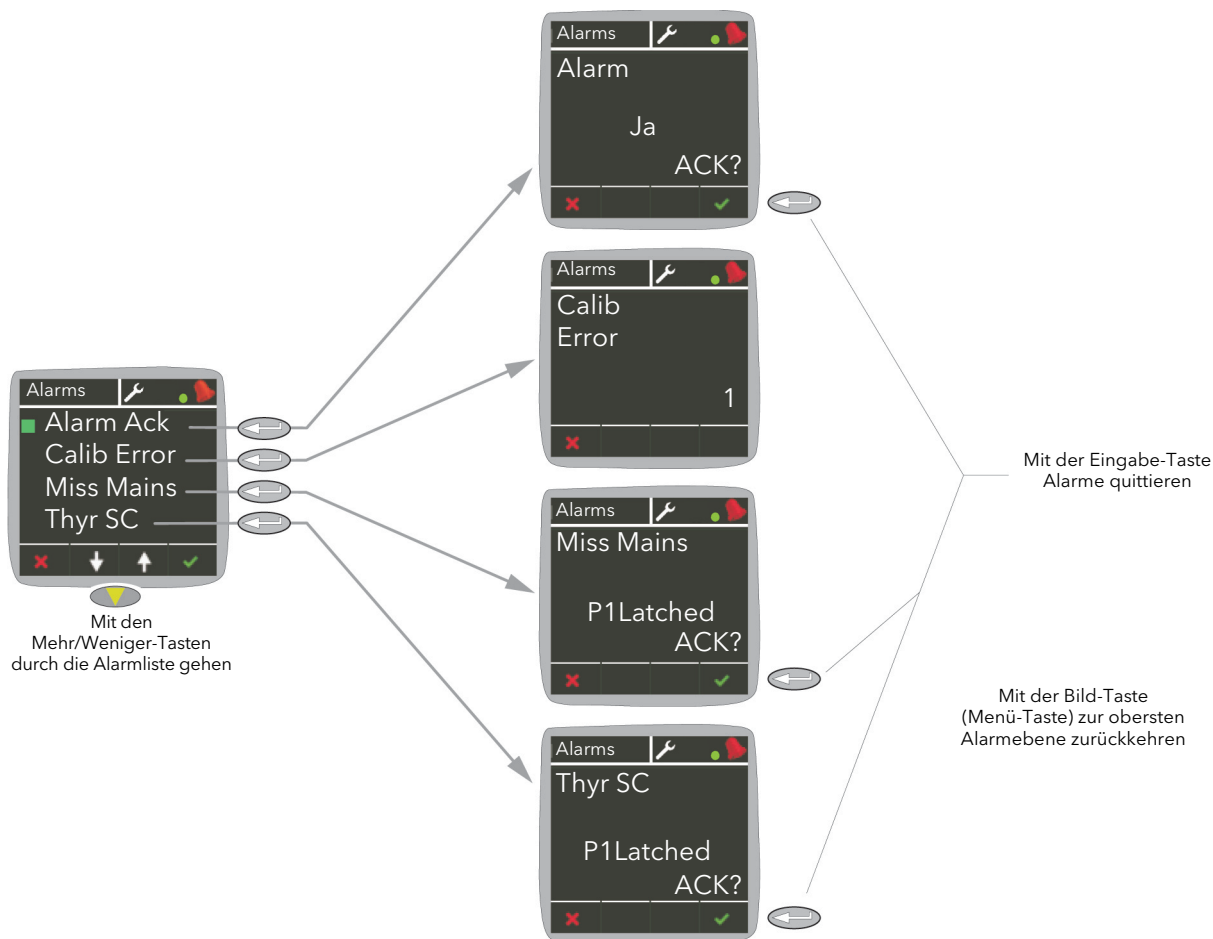 Alarms
Alarm
Ja
ACK?
Alarms
Calib
Error
1
Alarms
Alarm Ack
Calib Error
Miss Mains
Thyr SC
Mit den
Mehr/Weniger-Tasten
durch die Alarmliste gehen
Alarms
Miss Mains
P1Latched
ACK?
Alarms
Thyr SC
P1Latched
ACK?
Mit der Eingabe-Taste
Alarme quittieren
Mit der Bild-Taste
(Menü-Taste) zur obersten
Alarmebene zurückkehren